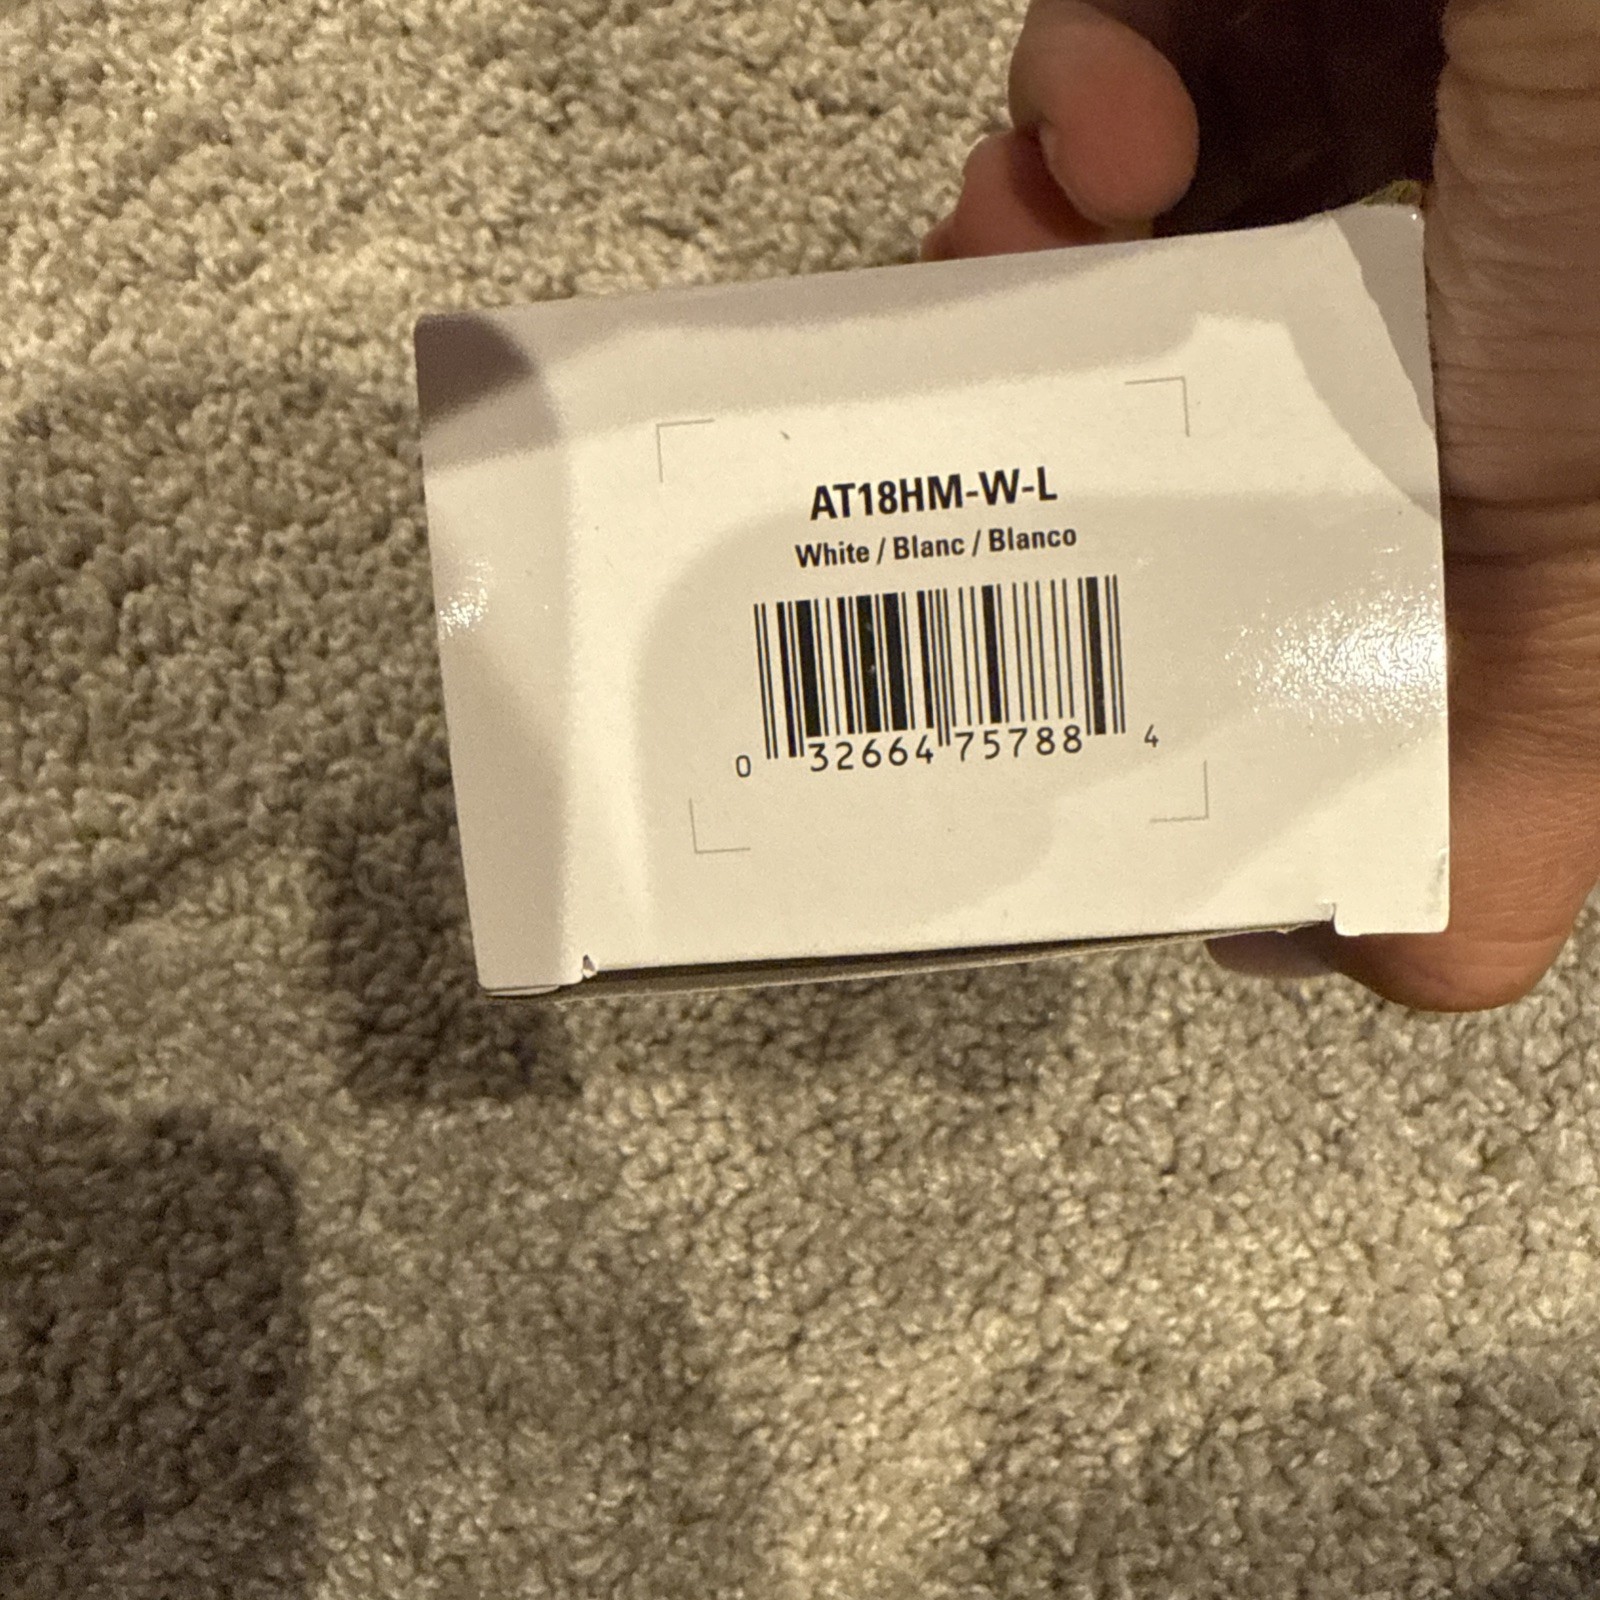 AT18HM-W-L
White / Blanc / Blanco
0 32664 75788 4